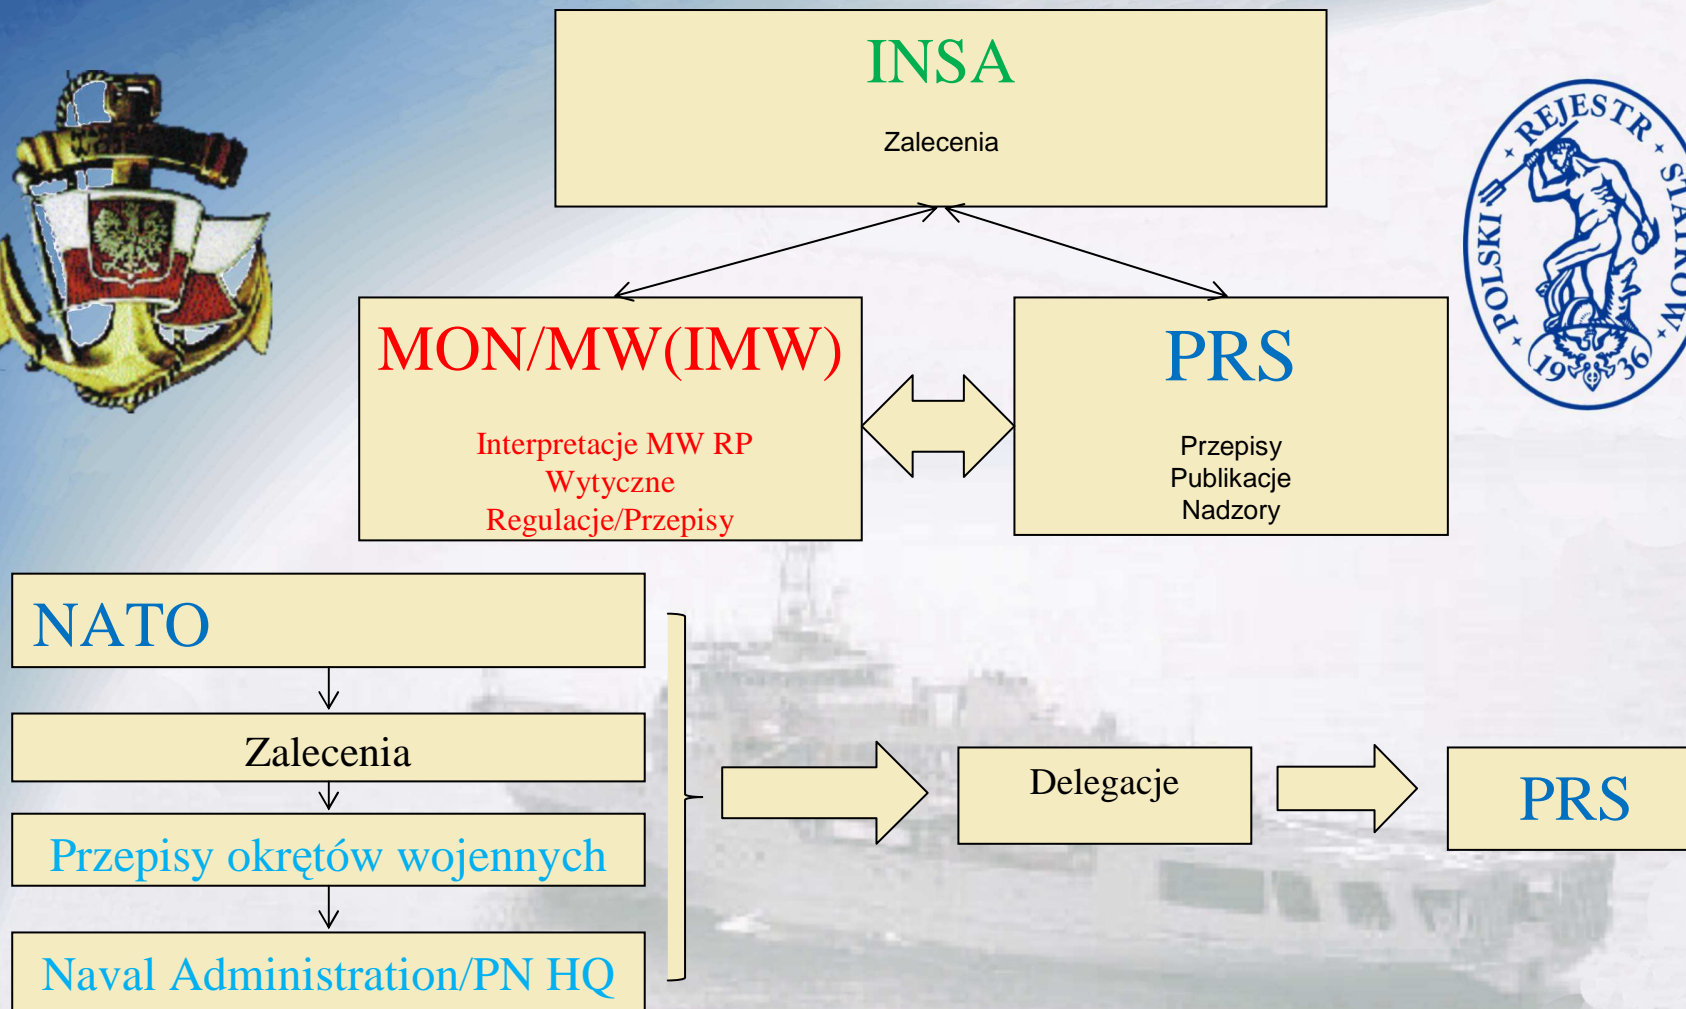 INSA
Zalecenia
POLSKI REJESTR STATKÓW
1936
MON/MW(IMW)
Interpretacje MW RP
Wytyczne
Regulacje/Przepisy
PRS
Przepisy
Publikacje
Nadzory
NATO
Zalecenia
Przepisy okrętów wojennych
Naval Administration/PN HQ
Delegacje
PRS